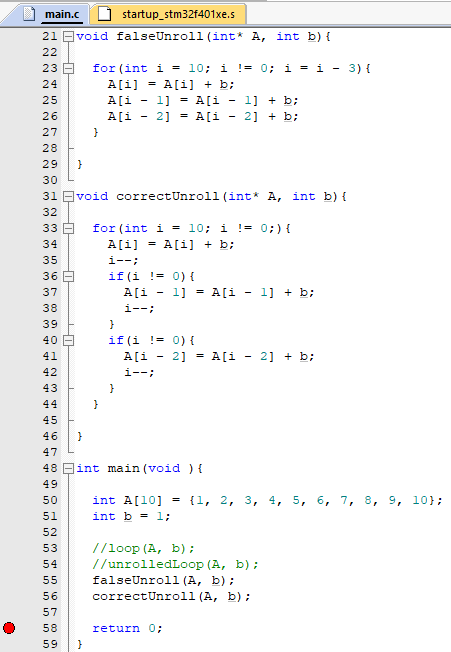 main.c startup_stm32f401xe.s
21 void falseUnroll(int* A, int b){
22
23 for(int i = 10; i != 0; i = i - 3){
24 A[i] = A[i] + b;
25 A[i - 1] = A[i - 1] + b;
26 A[i - 2] = A[i - 2] + b;
27 }
28
29 }
30
31 void correctUnroll(int* A, int b){
32
33 for(int i = 10; i != 0;){
34 A[i] = A[i] + b;
35 i--;
36 if(i != 0){
37 A[i - 1] = A[i - 1] + b;
38 i--;
39 }
40 if(i != 0){
41 A[i - 2] = A[i - 2] + b;
42 i--;
43 }
44 }
45
46 }
47
48 int main(void ){
49
50 int A[10] = {1, 2, 3, 4, 5, 6, 7, 8, 9, 10};
51 int b = 1;
52
53 //loop(A, b);
54 //unrolledLoop(A, b);
55 falseUnroll(A, b);
56 correctUnroll(A, b);
57
58 return 0;
59 }